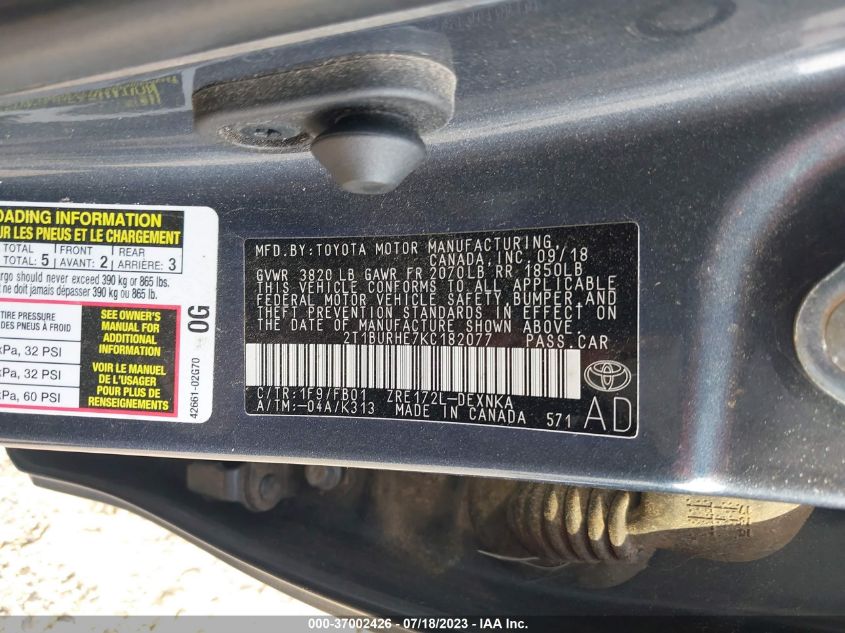 OADING INFORMATION
UR LES PNEUS ET LE CHARGEMENT
TOTAL FRONT REAR
TOTAL: 5 AVANT: 2 ARRIERE: 3
rgo should never exceed 390 kg or 865 lbs.
t ne doit jamais dépasser 390 kg ou 865 lb.
TIRE PRESSURE
DES PNEUS À FROID
kPa, 32 PSI
kPa, 32 PSI
kPa, 60 PSI
SEE OWNER'S
MANUAL FOR
ADDITIONAL
INFORMATION
VOIR LE MANUEL
DE L'USAGER
POUR PLUS DE
RENSEIGNEMENTS
0G
42661-02G70
MFD.BY:TOYOTA MOTOR MANUFACTURING,
CANADA, INC. 09/18
GVWR 3820 LB GAWR FR 2070LB RR 1850LB
THIS VEHICLE CONFORMS TO ALL APPLICABLE
FEDERAL MOTOR VEHICLE SAFETY, BUMPER, AND
THEFT PREVENTION STANDARDS IN EFFECT ON
THE DATE OF MANUFACTURE SHOWN ABOVE.
2T1BURHE7KC182077 PASS.CAR
C/TR:1F9/FB01 ZRE172L-DEXNKA
A/TM:-04A/K313 MADE IN CANADA 571
AD
000-37002426 - 07/18/2023 - IAA Inc.